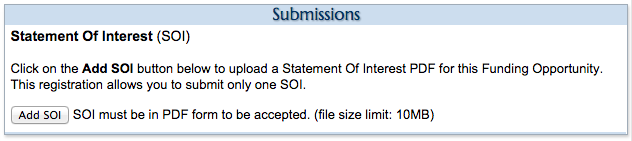 Submissions
Statement Of Interest (SOI)
Click on the Add SOI button below to upload a Statement Of Interest PDF for this Funding Opportunity.
This registration allows you to submit only one SOI.
Add SOI SOI must be in PDF form to be accepted. (file size limit: 10MB)